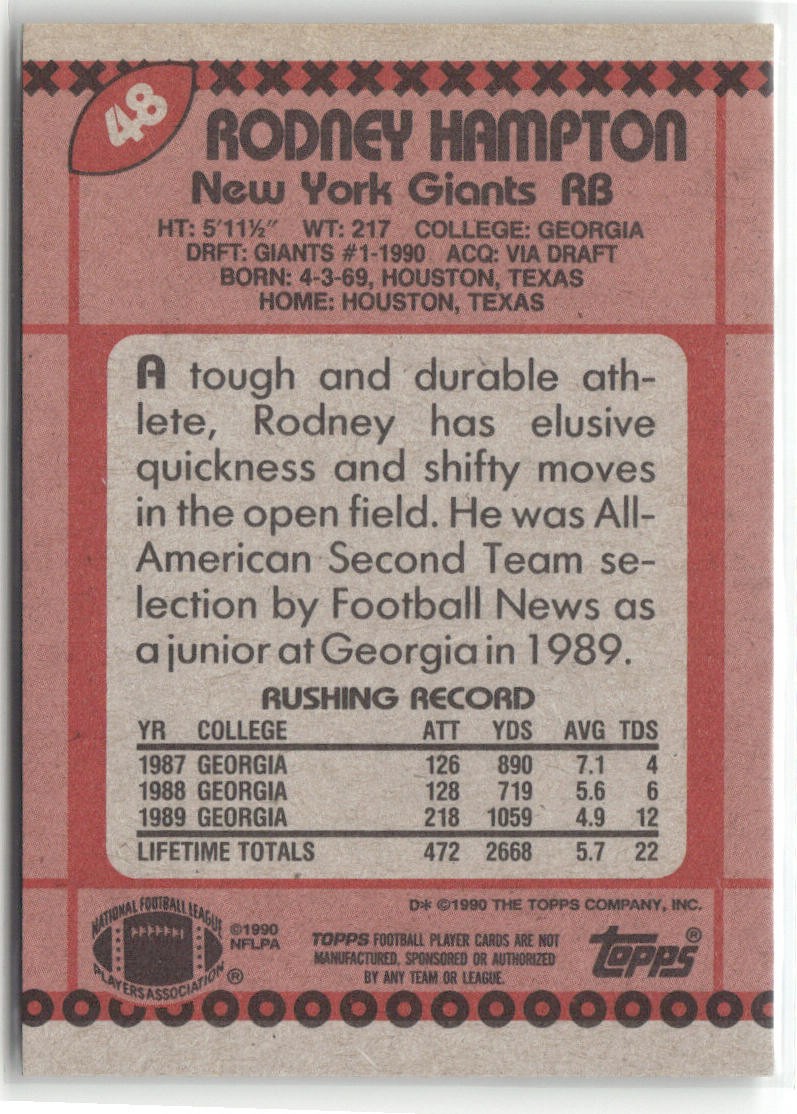 48
RODNEY HAMPTON
New York Giants RB
HT: 5'11½" WT: 217 COLLEGE: GEORGIA
DRFT: GIANTS #1-1990 ACQ: VIA DRAFT
BORN: 4-3-69, HOUSTON, TEXAS
HOME: HOUSTON, TEXAS
A tough and durable ath-
lete, Rodney has elusive
quickness and shifty moves
in the open field. He was All-
American Second Team se-
lection by Football News as
a junior at Georgia in 1989.
RUSHING RECORD
YR COLLEGE ATT YDS AVG TDS
1987 GEORGIA 126 890 7.1 4
1988 GEORGIA 128 719 5.6 6
1989 GEORGIA 218 1059 4.9 12
LIFETIME TOTALS 472 2668 5.7 22
D* ©1990 THE TOPPS COMPANY, INC.
NATIONAL FOOTBALL LEAGUE
PLAYERS ASSOCIATION ®
©1990
NFLPA
TOPPS FOOTBALL PLAYER CARDS ARE NOT
MANUFACTURED, SPONSORED OR AUTHORIZED
BY ANY TEAM OR LEAGUE.
Topps®